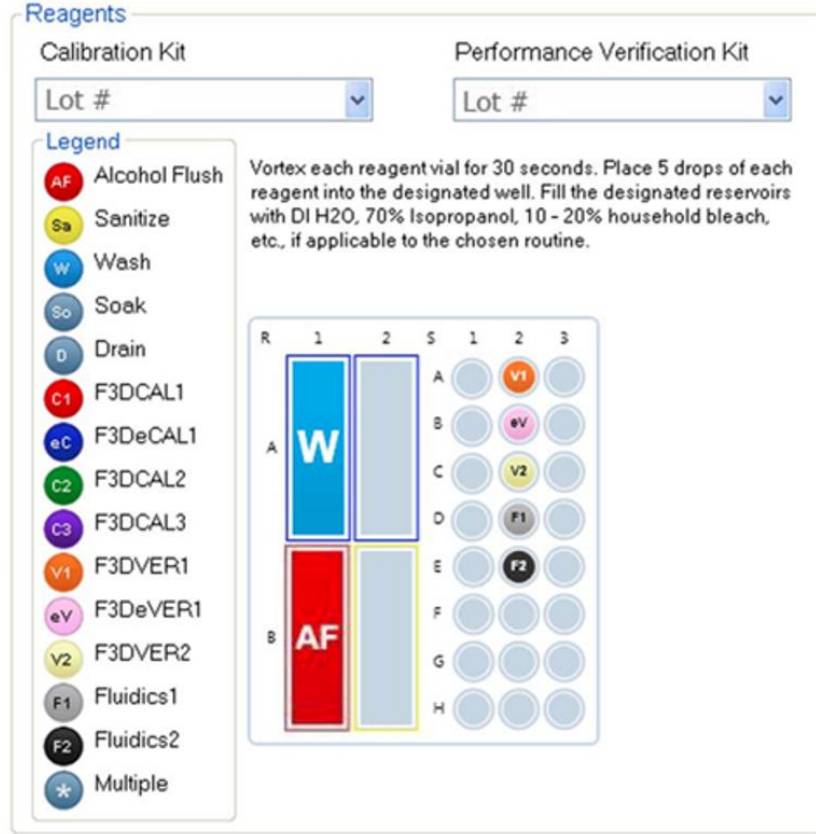 Reagents
Calibration Kit
Performance Verification Kit
Lot #
Lot #
Legend
AF Alcohol Flush
Sa Sanitize
W Wash
So Soak
D Drain
C1 F3DCAL1
eC F3DeCAL1
C2 F3DCAL2
C3 F3DCAL3
V1 F3DVER1
eV F3DeVER1
V2 F3DVER2
F1 Fluidics1
F2 Fluidics2
* Multiple
Vortex each reagent vial for 30 seconds. Place 5 drops of each
reagent into the designated well. Fill the designated reservoirs
with DI H2O, 70% Isopropanol, 10 - 20% household bleach,
etc., if applicable to the chosen routine.
R 1 2 S 1 2 3
A V1
B eV
A W
C V2
D F1
E F2
F
B AF
G
H